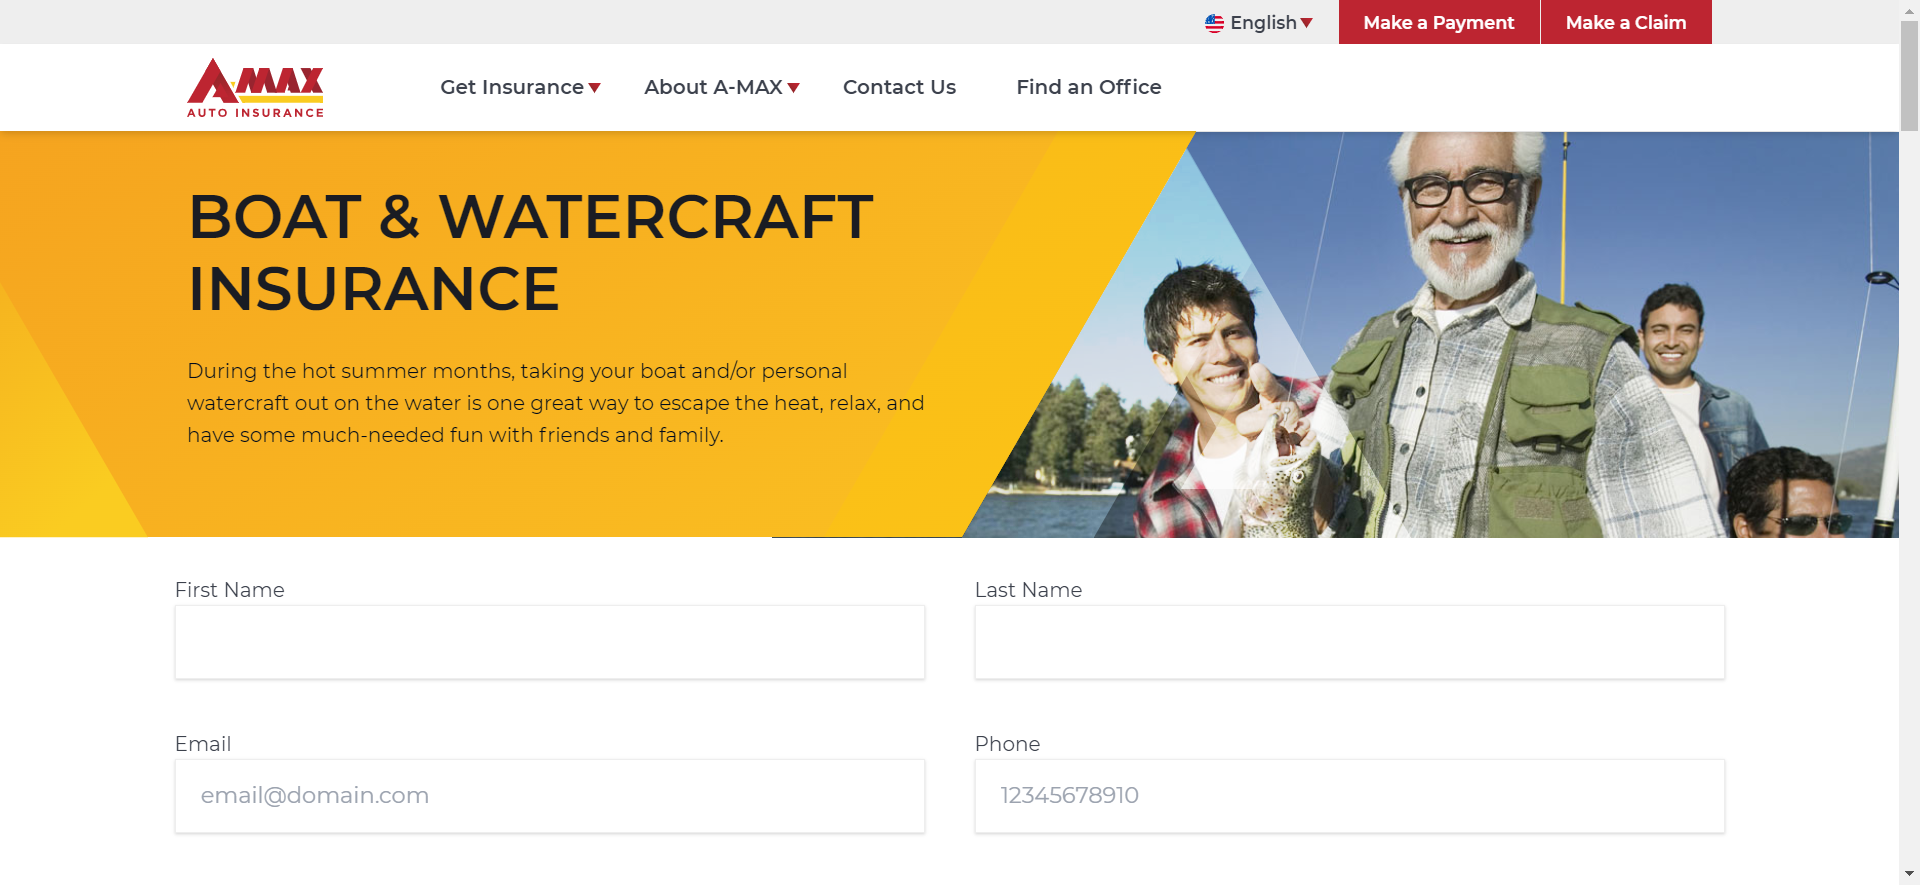 English
Make a Payment
Make a Claim
A-MAX
AUTO INSURANCE
Get Insurance
About A-MAX
Contact Us
Find an Office
BOAT & WATERCRAFT
INSURANCE
During the hot summer months, taking your boat and/or personal
watercraft out on the water is one great way to escape the heat, relax, and
have some much-needed fun with friends and family.
First Name
Last Name
Email
Phone
email@domain.com
12345678910